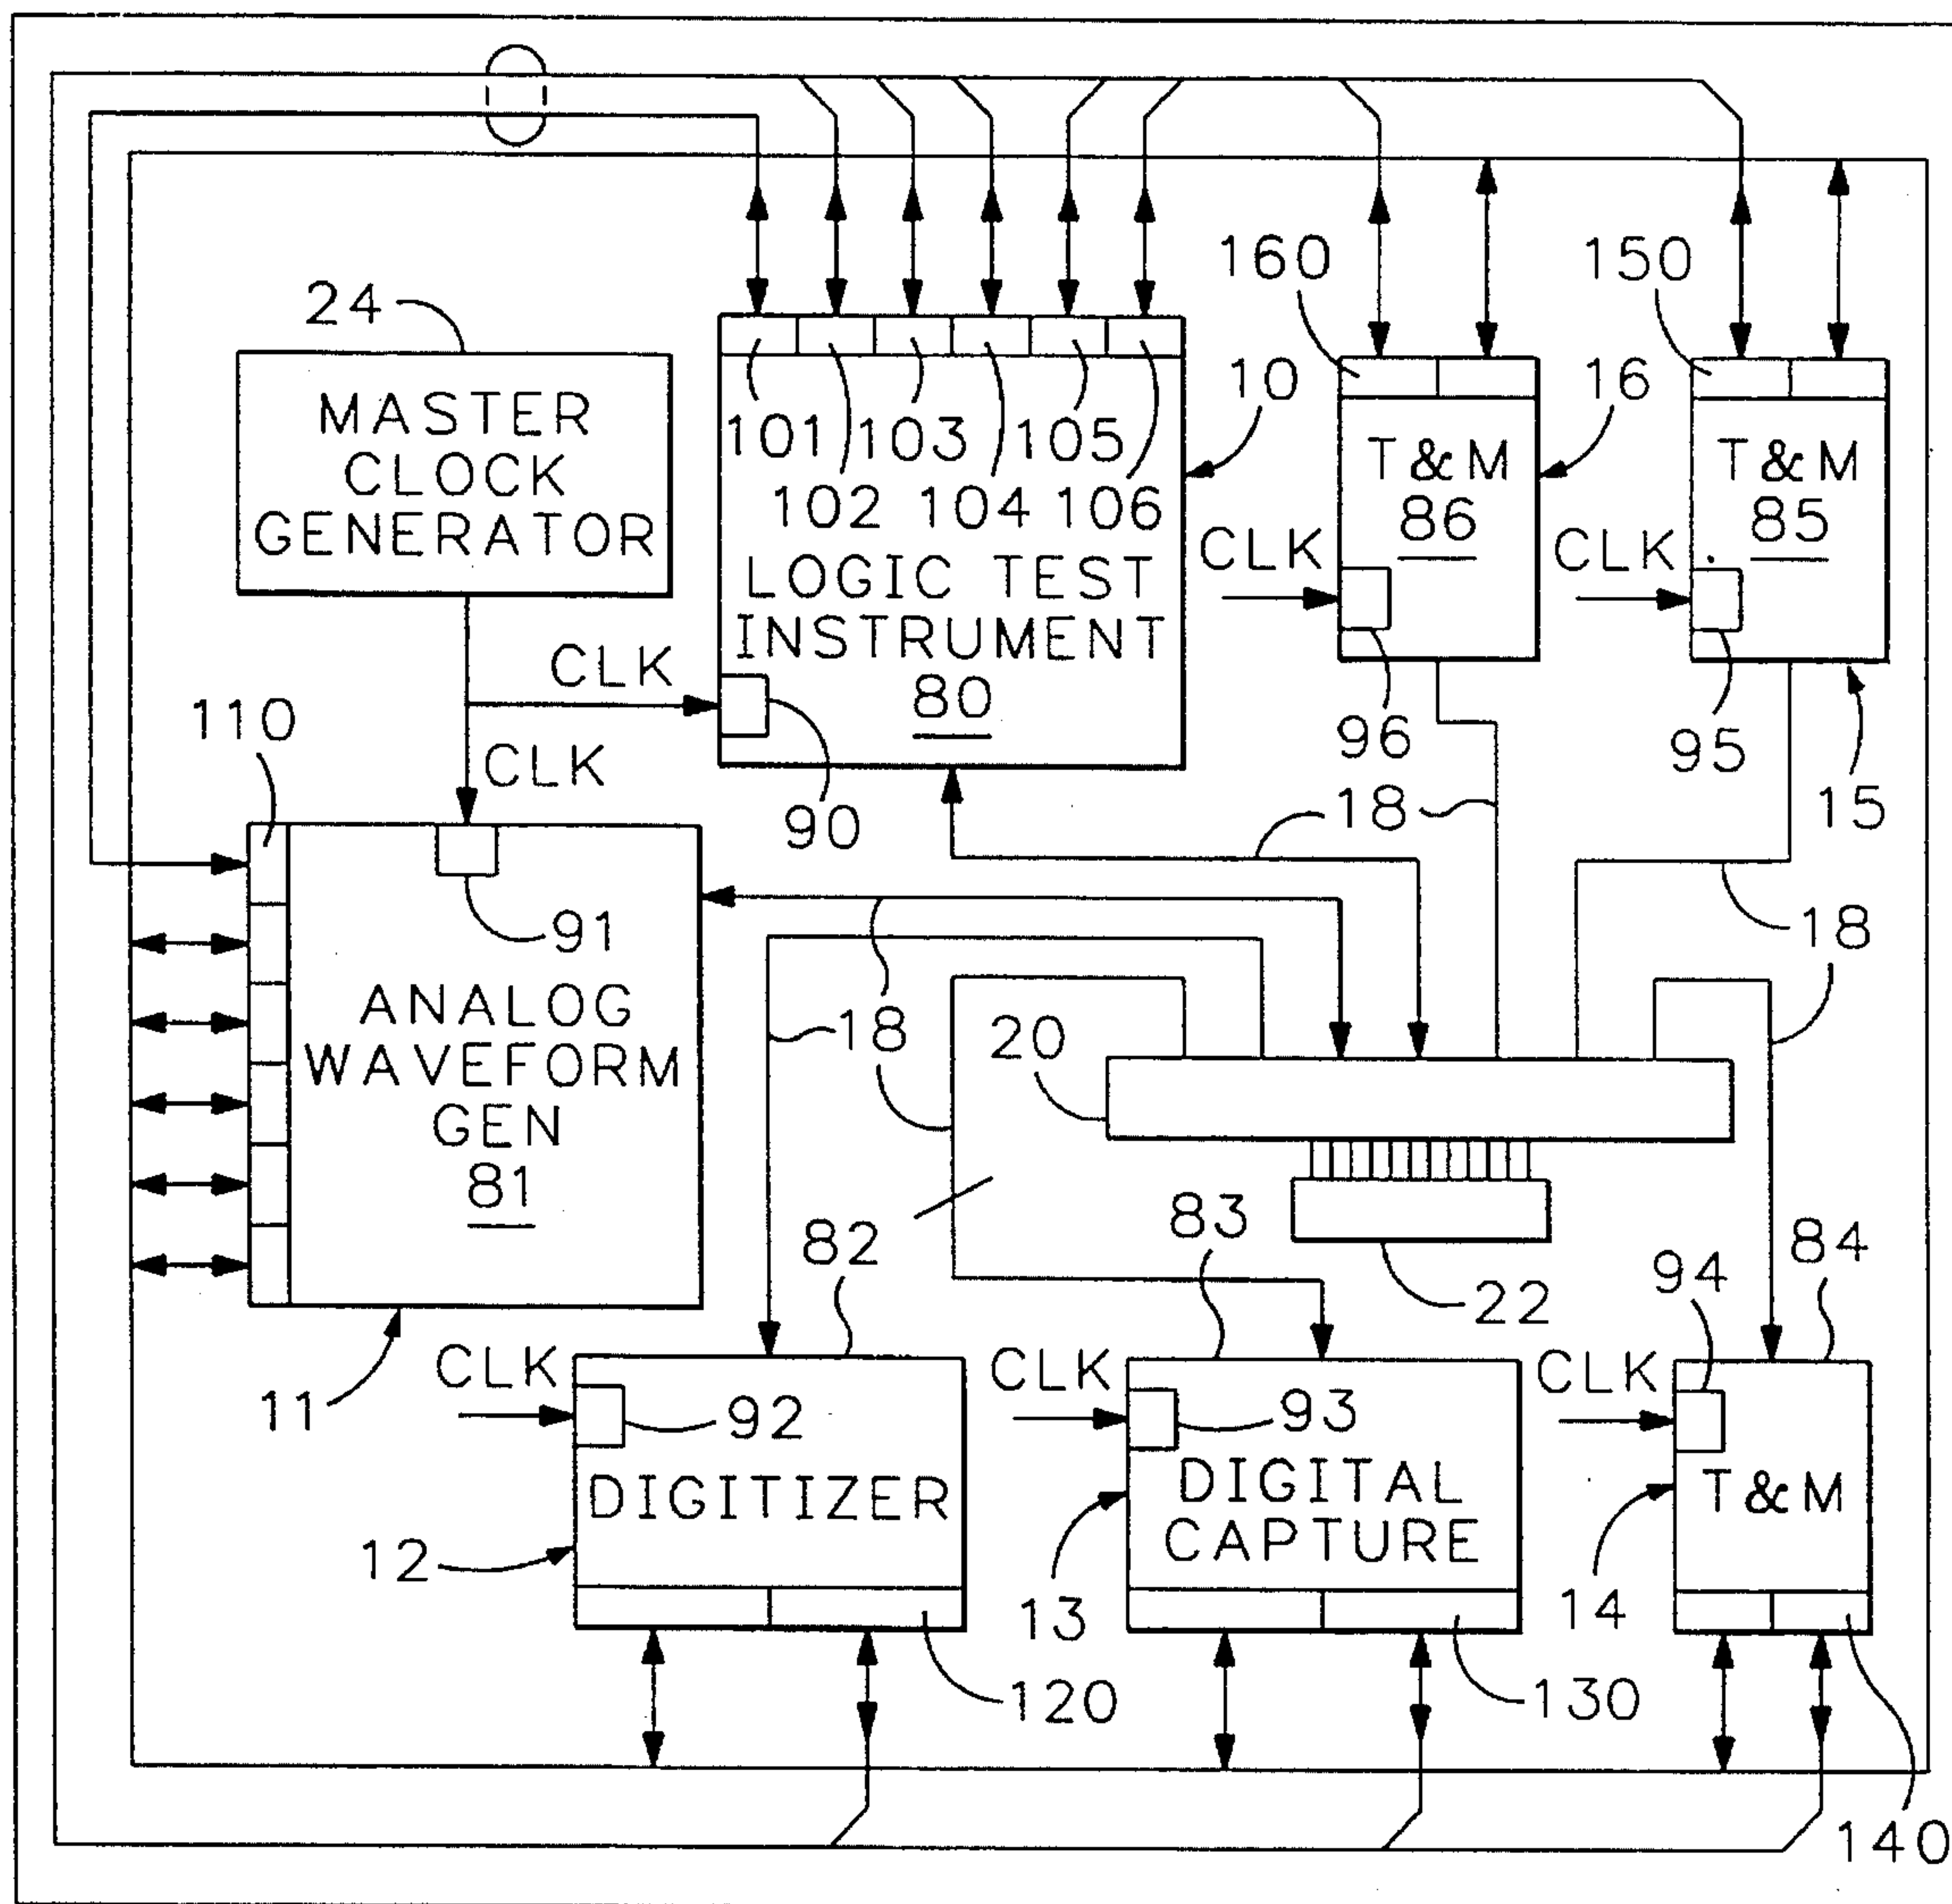 24
MASTER
CLOCK
GENERATOR
160
150
101
103
105
10
16
102
104
106
T&M
86
T&M
85
CLK
CLK
LOGIC TEST
INSTRUMENT
80
CLK
110
CLK
90
96
95
18
15
91
18
ANALOG
WAVEFORM
GEN
81
18
20
18
82
83
84
94
22
11
CLK
92
CLK
93
CLK
DIGITIZER
DIGITAL
CAPTURE
T&M
12
13
14
120
130
140